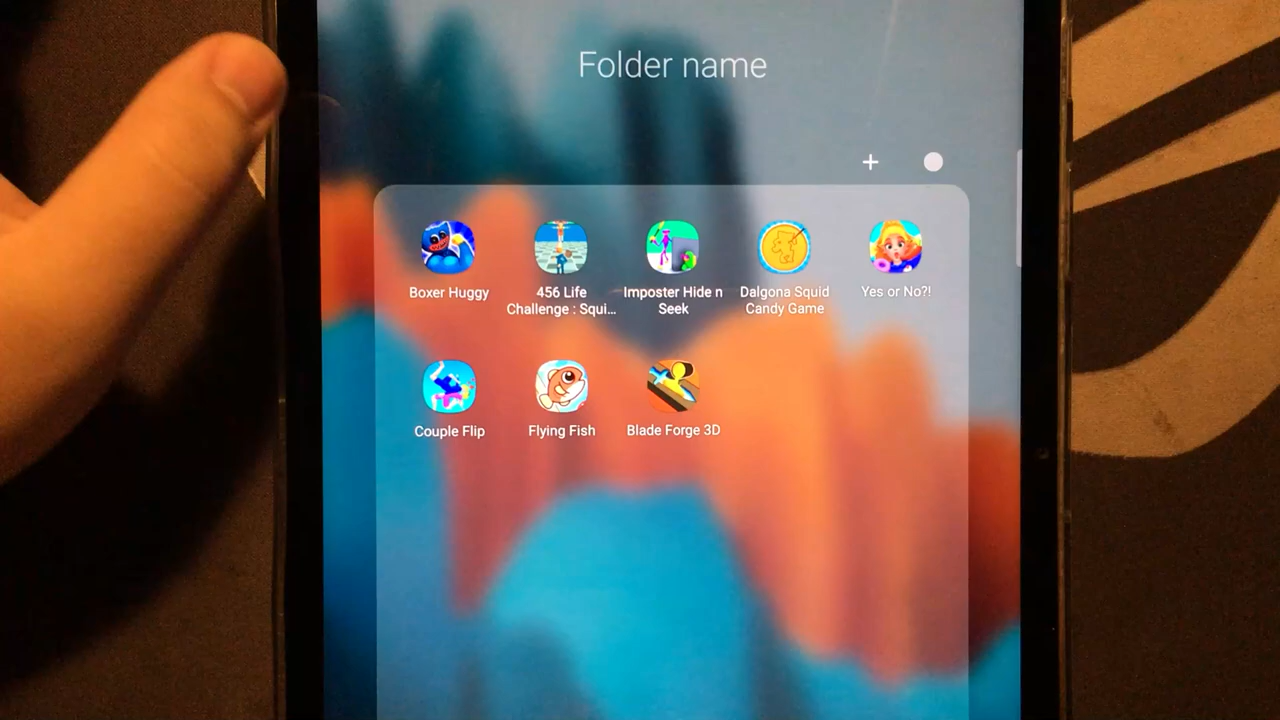 Folder name
+
Boxer Huggy
456 Life
Challenge : Squi...
Imposter Hide n
Seek
Dalgona Squid
Candy Game
Yes or No?!
Couple Flip
Flying Fish
Blade Forge 3D